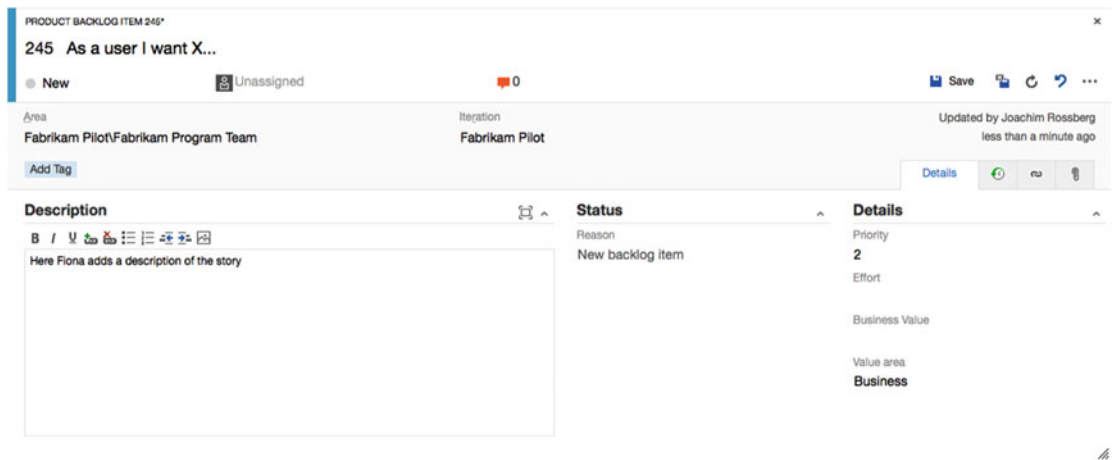 PRODUCT BACKLOG ITEM 245*
245 As a user I want X...
New
Unassigned
0
Save
Area
Iteration
Updated by Joachim Rossberg
Fabrikam Pilot\Fabrikam Program Team
Fabrikam Pilot
less than a minute ago
Add Tag
Details
Description
Status
Details
B I U
Reason
Priority
Here Fiona adds a description of the story
New backlog item
2
Effort
Business Value
Value area
Business